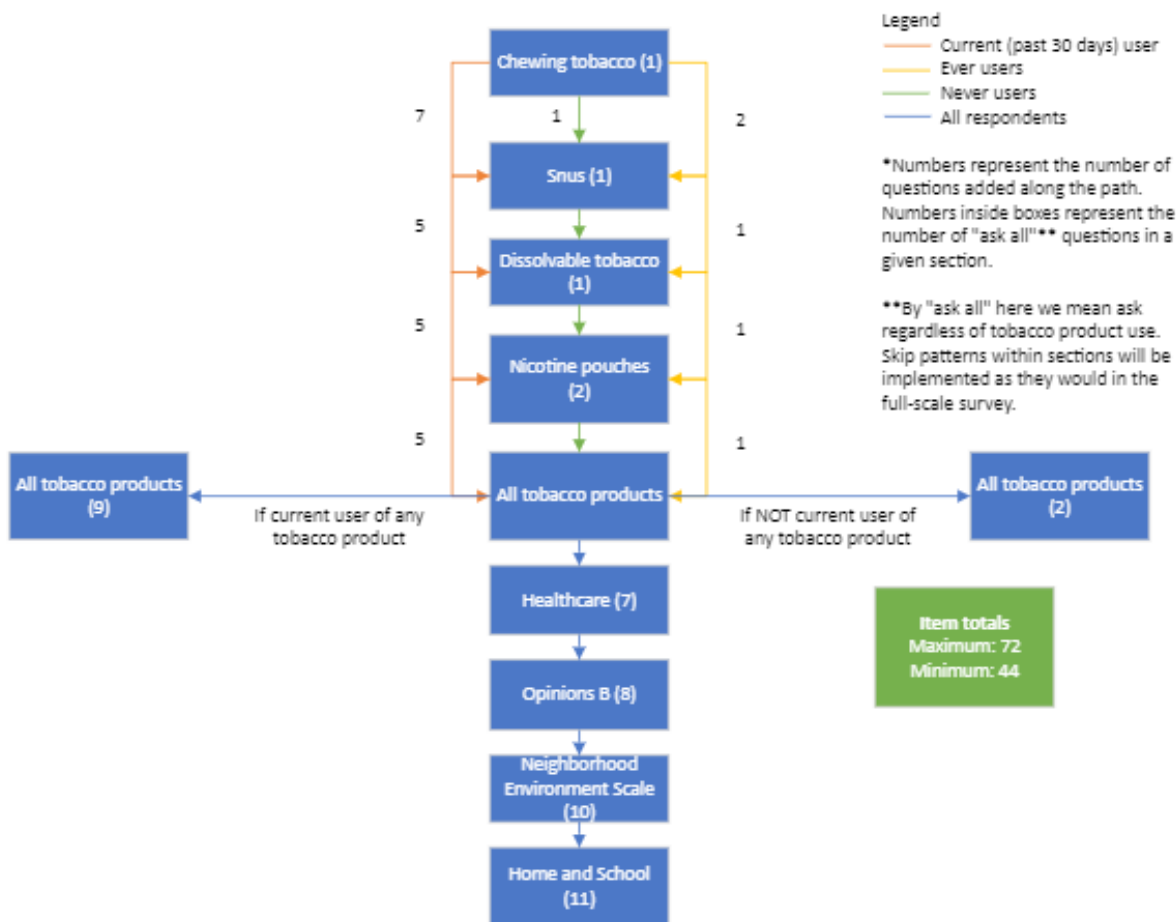 Legend
Current (past 30 days) user
Ever users
Never users
All respondents
*Numbers represent the number of
questions added along the path.
Numbers inside boxes represent the
number of "ask all"** questions in a
given section.
**By "ask all" here we mean ask
regardless of tobacco product use.
Skip patterns within sections will be
implemented as they would in the
full-scale survey.
Chewing tobacco (1)
7
1
2
Snus (1)
5
1
Dissolvable tobacco
(1)
5
1
Nicotine pouches
(2)
5
1
All tobacco products
(9)
If current user of any
tobacco product
All tobacco products
If NOT current user of
any tobacco product
All tobacco products
(2)
Healthcare (7)
Item totals
Maximum: 72
Minimum: 44
Opinions B (8)
Neighborhood
Environment Scale
(10)
Home and School
(11)